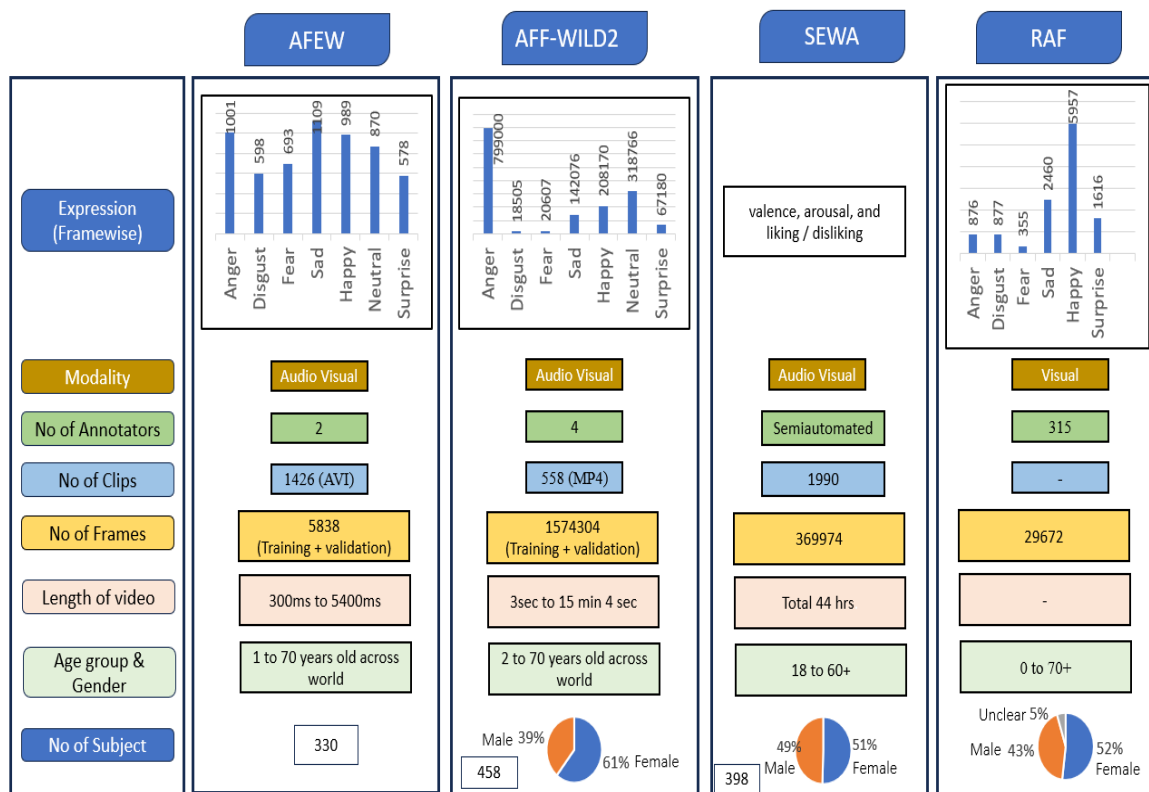 AFEW
AFF-WILD2
SEWA
RAF
Expression
(Framewise)
1001
598
693
1109
989
870
578
Anger
Disgust
Fear
Sad
Happy
Neutral
Surprise
799000
18505
20607
142076
208170
318766
67180
Anger
Disgust
Fear
Sad
Happy
Neutral
Surprise
valence, arousal, and
liking / disliking
876
877
355
2460
5957
1616
Anger
Disgust
Fear
Sad
Happy
Surprise
Modality
Audio Visual
Audio Visual
Audio Visual
Visual
No of Annotators
2
4
Semiautomated
315
No of Clips
1426 (AVI)
558 (MP4)
1990
-
No of Frames
5838
(Training + validation)
1574304
(Training + validation)
369974
29672
Length of video
300ms to 5400ms
3sec to 15 min 4 sec
Total 44 hrs
-
Age group &
Gender
1 to 70 years old across
world
2 to 70 years old across
world
18 to 60+
0 to 70+
No of Subject
330
Male 39%
61% Female
458
49%
Male
51%
Female
398
Unclear 5%
Male 43%
52%
Female